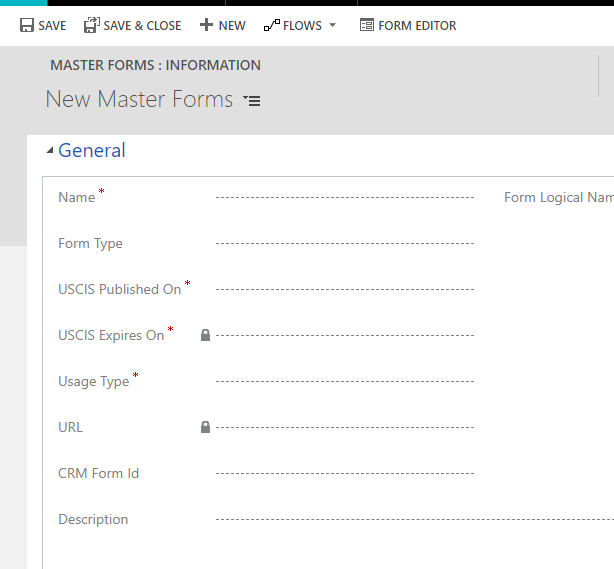 SAVE SAVE & CLOSE NEW FLOWS FORM EDITOR
MASTER FORMS : INFORMATION
New Master Forms
General
Name * Form Logical Nam
Form Type
USCIS Published On *
USCIS Expires On *
Usage Type *
URL
CRM Form Id
Description